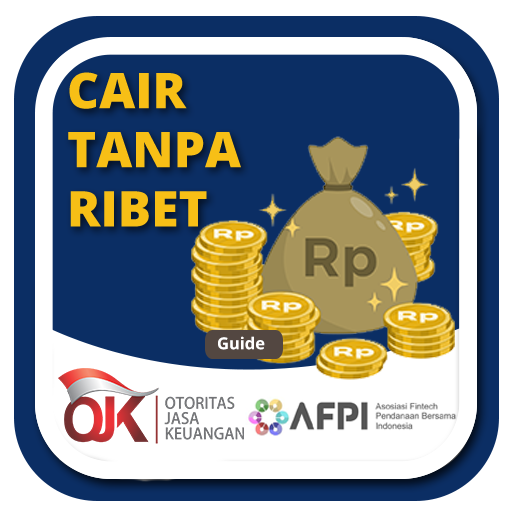 CAIR
TANPA
RIBET
Rp
Rp
Rp
Rp
Rp
Rp
Guide
OJK
OTORITAS
JASA
KEUANGAN
AFPI
Asosiasi Fintech
Pendanaan Bersama
Indonesia